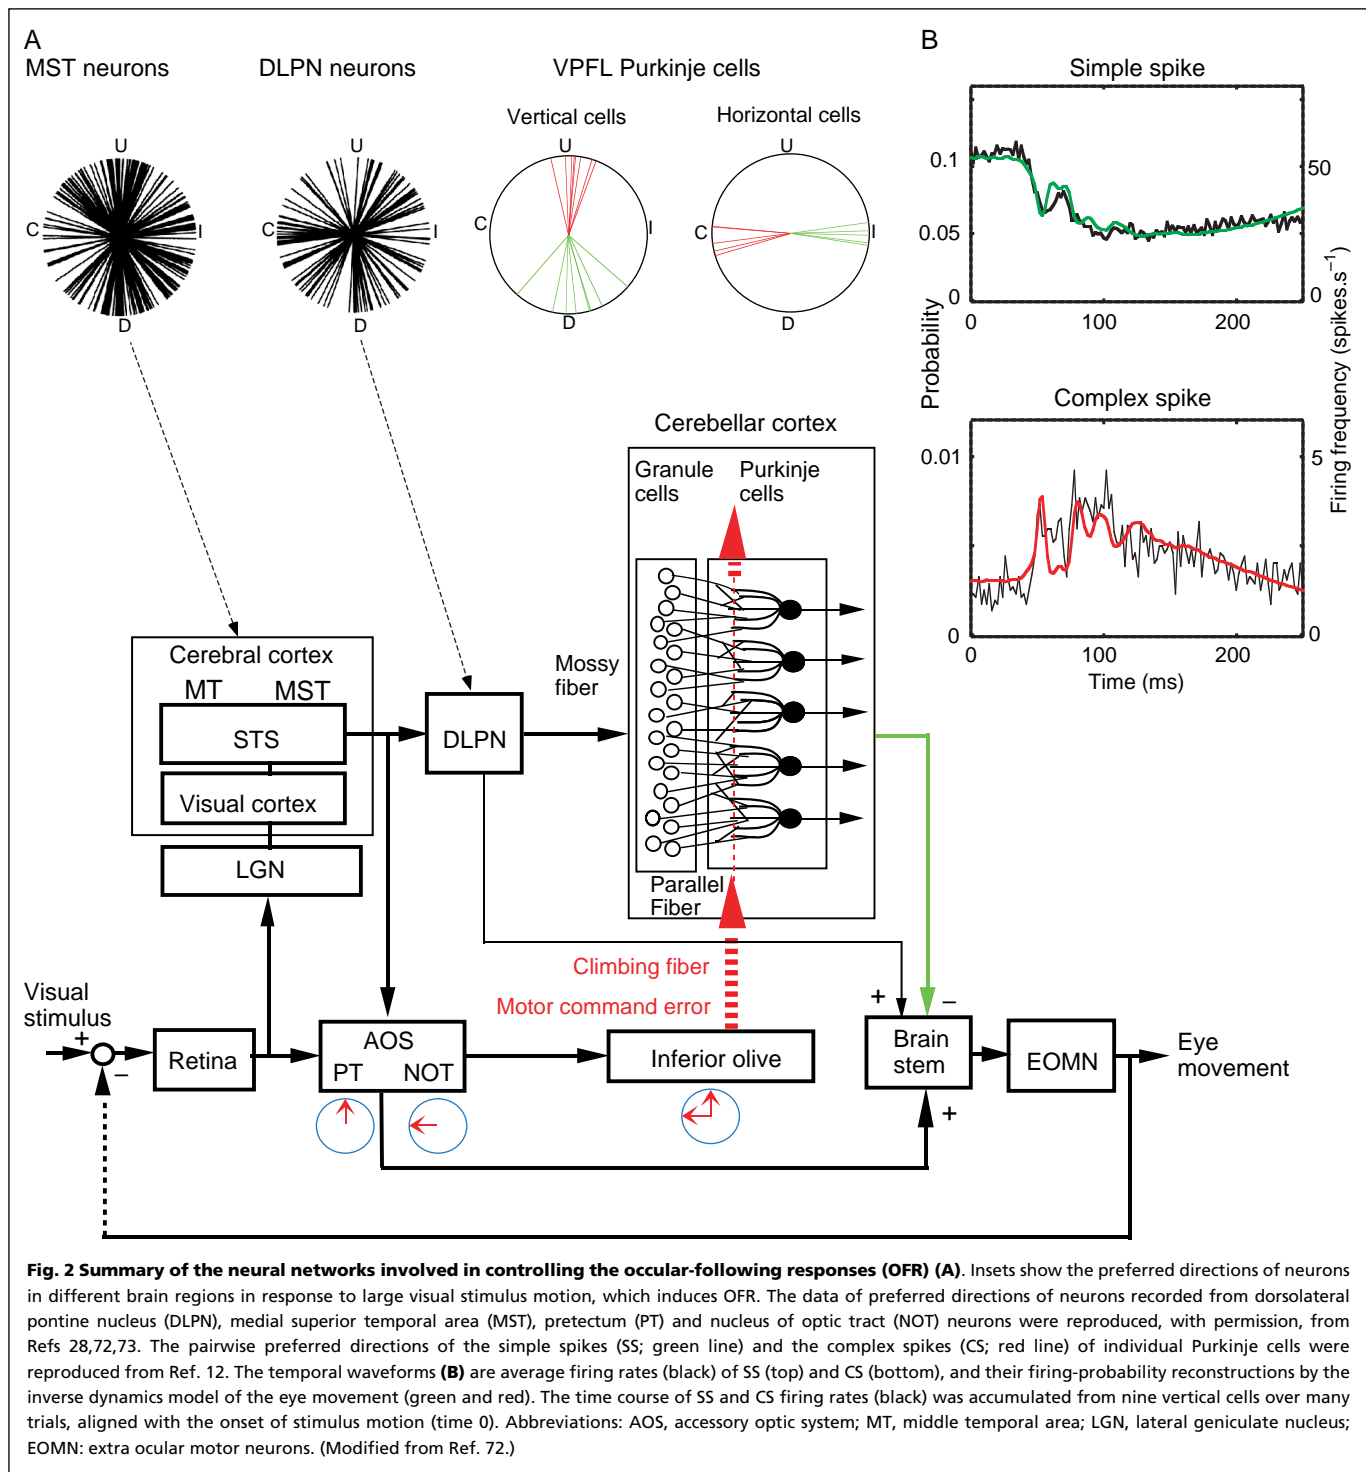 A
MST neurons
DLPN neurons
VPFL Purkinje cells
Vertical cells
Horizontal cells
U
C
I
D
U
C
I
D
U
C
I
D
U
C
I
D
B
Simple spike
0.1
0.05
0
50
0
0
100
200
Probability
Firing frequency (spikes.s⁻¹)
Complex spike
0.01
0
5
0
0
100
200
Time (ms)
Cerebellar cortex
Granule
cells
Purkinje
cells
Cerebral cortex
MT
MST
STS
Visual cortex
LGN
DLPN
Mossy
fiber
Parallel
Fiber
Climbing fiber
Motor command error
Visual
stimulus
+
−
Retina
AOS
PT
NOT
Inferior olive
+
−
Brain
stem
+
EOMN
Eye
movement
Fig. 2 Summary of the neural networks involved in controlling the occular-following responses (OFR) (A). Insets show the preferred directions of neurons
in different brain regions in response to large visual stimulus motion, which induces OFR. The data of preferred directions of neurons recorded from dorsolateral
pontine nucleus (DLPN), medial superior temporal area (MST), pretectum (PT) and nucleus of optic tract (NOT) neurons were reproduced, with permission, from
Refs 28,72,73. The pairwise preferred directions of the simple spikes (SS; green line) and the complex spikes (CS; red line) of individual Purkinje cells were
reproduced from Ref. 12. The temporal waveforms (B) are average firing rates (black) of SS (top) and CS (bottom), and their firing-probability reconstructions by the
inverse dynamics model of the eye movement (green and red). The time course of SS and CS firing rates (black) was accumulated from nine vertical cells over many
trials, aligned with the onset of stimulus motion (time 0). Abbreviations: AOS, accessory optic system; MT, middle temporal area; LGN, lateral geniculate nucleus;
EOMN: extra ocular motor neurons. (Modified from Ref. 72.)